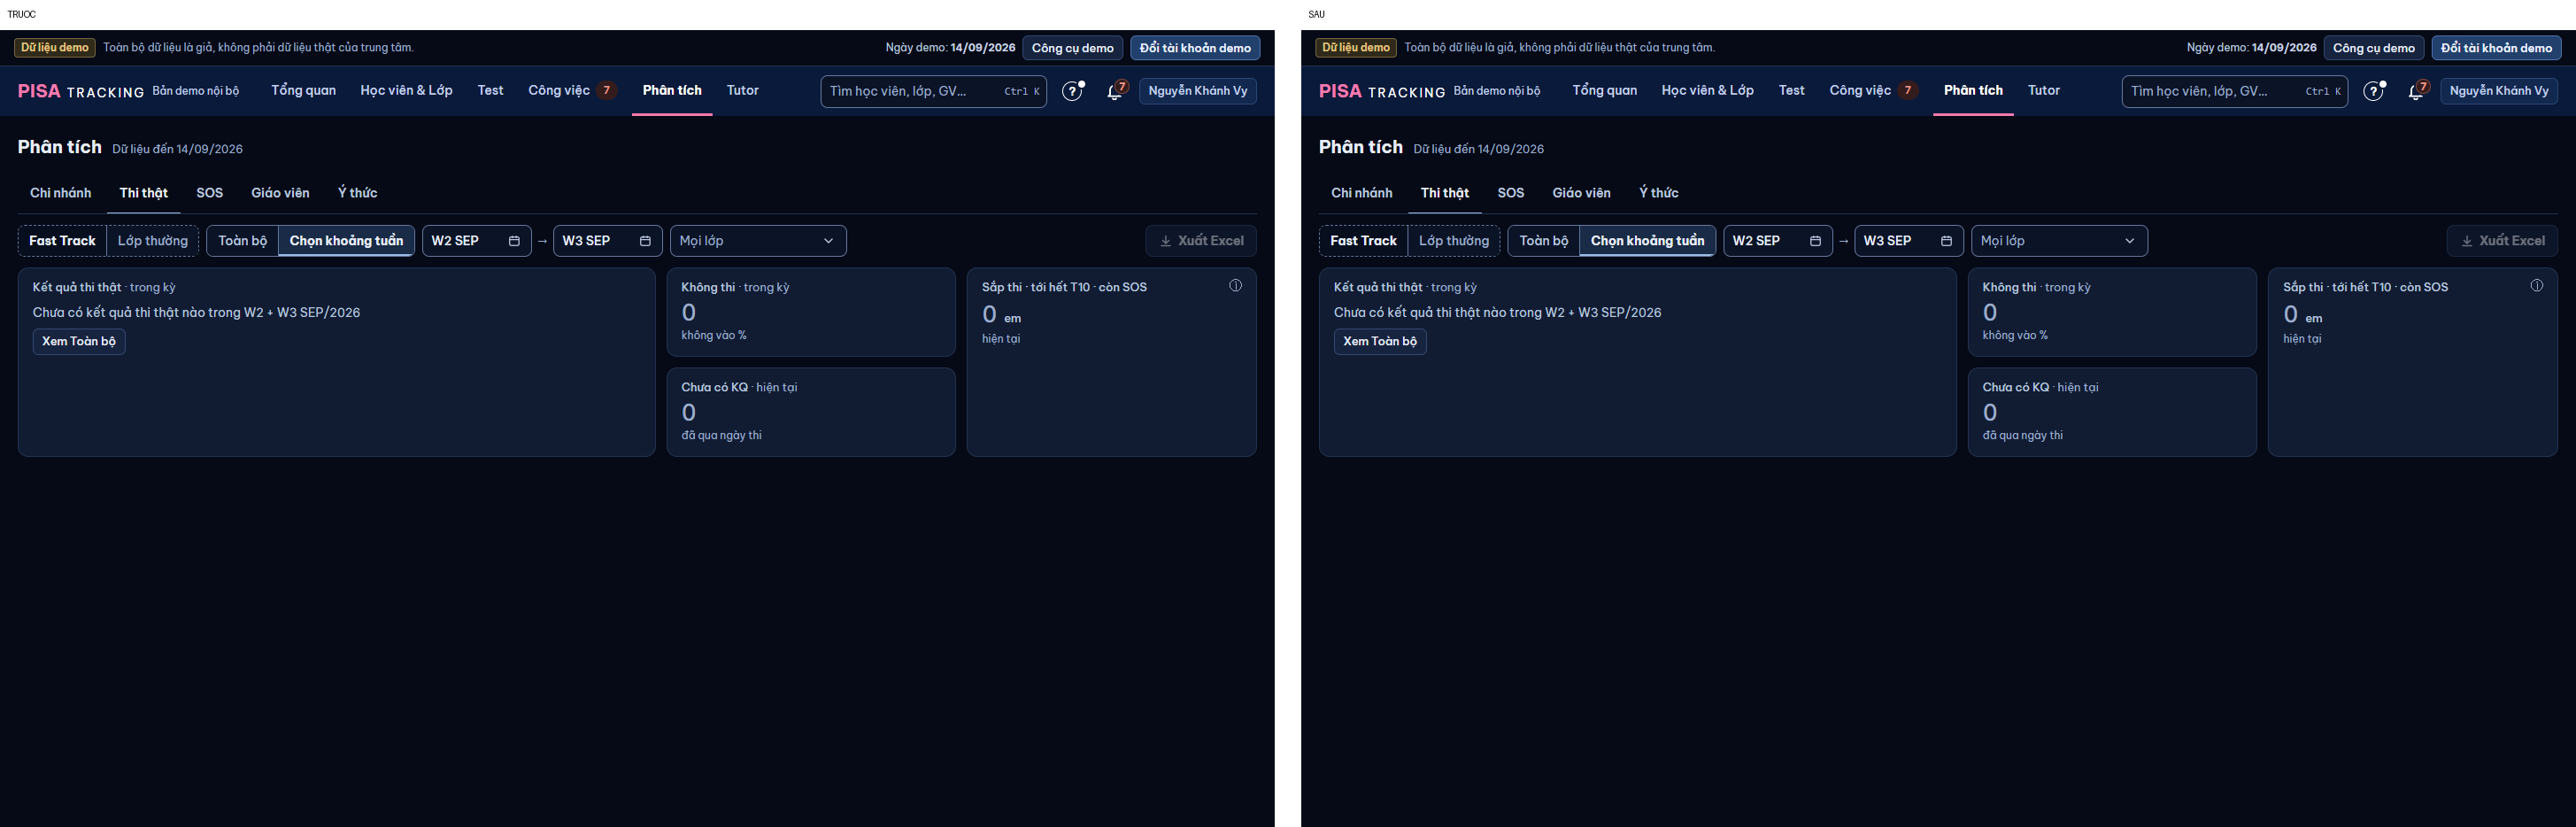 TRUOC
Dữ liệu demo Toàn bộ dữ liệu là giả, không phải dữ liệu thật của trung tâm. Ngày demo: 14/09/2026 Công cụ demo Đổi tài khoản demo
PISA TRACKING Bản demo nội bộ Tổng quan Học viên & Lớp Test Công việc 7 Phân tích Tutor Tìm học viên, lớp, GV... Ctrl K ? 7 Nguyễn Khánh Vy
Phân tích Dữ liệu đến 14/09/2026
Chi nhánh Thi thật SOS Giáo viên Ý thức
Fast Track Lớp thường Toàn bộ Chọn khoảng tuần W2 SEP → W3 SEP Mọi lớp Xuất Excel
Kết quả thi thật · trong kỳ
Chưa có kết quả thi thật nào trong W2 + W3 SEP/2026
Xem Toàn bộ
Không thi · trong kỳ
0
không vào %
Chưa có KQ · hiện tại
0
đã qua ngày thi
Sắp thi · tới hết T10 · còn SOS
0 em
hiện tại
SAU
Dữ liệu demo Toàn bộ dữ liệu là giả, không phải dữ liệu thật của trung tâm. Ngày demo: 14/09/2026 Công cụ demo Đổi tài khoản demo
PISA TRACKING Bản demo nội bộ Tổng quan Học viên & Lớp Test Công việc 7 Phân tích Tutor Tìm học viên, lớp, GV... Ctrl K ? 7 Nguyễn Khánh Vy
Phân tích Dữ liệu đến 14/09/2026
Chi nhánh Thi thật SOS Giáo viên Ý thức
Fast Track Lớp thường Toàn bộ Chọn khoảng tuần W2 SEP → W3 SEP Mọi lớp Xuất Excel
Kết quả thi thật · trong kỳ
Chưa có kết quả thi thật nào trong W2 + W3 SEP/2026
Xem Toàn bộ
Không thi · trong kỳ
0
không vào %
Chưa có KQ · hiện tại
0
đã qua ngày thi
Sắp thi · tới hết T10 · còn SOS
0 em
hiện tại